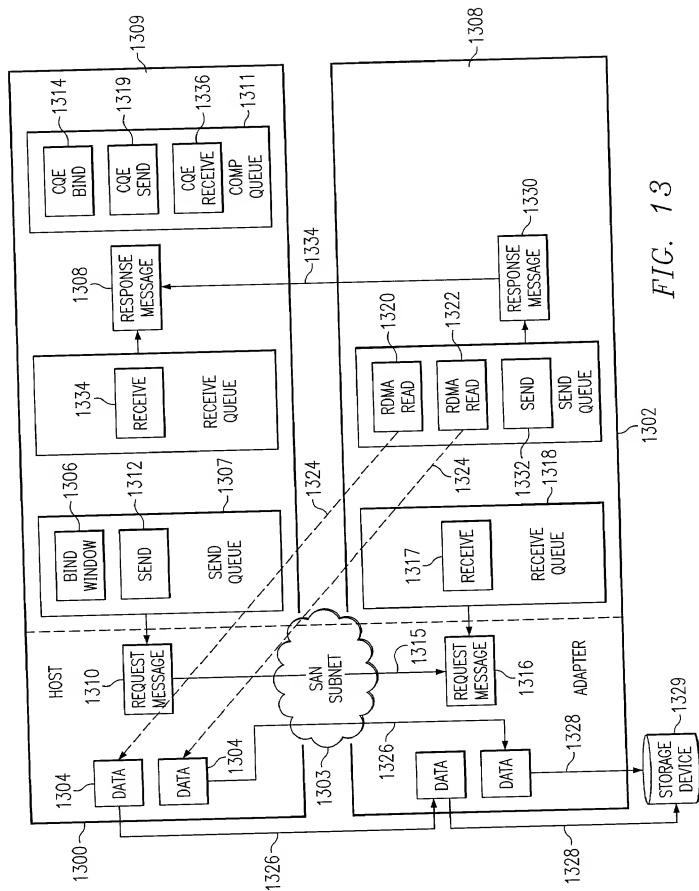 HOST
1300
1304
DATA
DATA
1304
1310
REQUEST
MESSAGE
1306
BIND
WINDOW
1312
SEND
1307
SEND
QUEUE
1334
RECEIVE
RECEIVE
QUEUE
1308
RESPONSE
MESSAGE
1309
1314
CQE
BIND
1319
CQE
SEND
1336
CQE
RECEIVE
1311
COMP
QUEUE
1303
SAN
SUBNET
1315
1324
1324
1334
1326
1326
ADAPTER
DATA
DATA
1328
1328
1329
STORAGE
DEVICE
REQUEST
MESSAGE
1316
1317
RECEIVE
1318
RECEIVE
QUEUE
1320
RDMA
READ
1322
RDMA
READ
1332
SEND
SEND
QUEUE
1330
RESPONSE
MESSAGE
1308
1302
FIG. 13